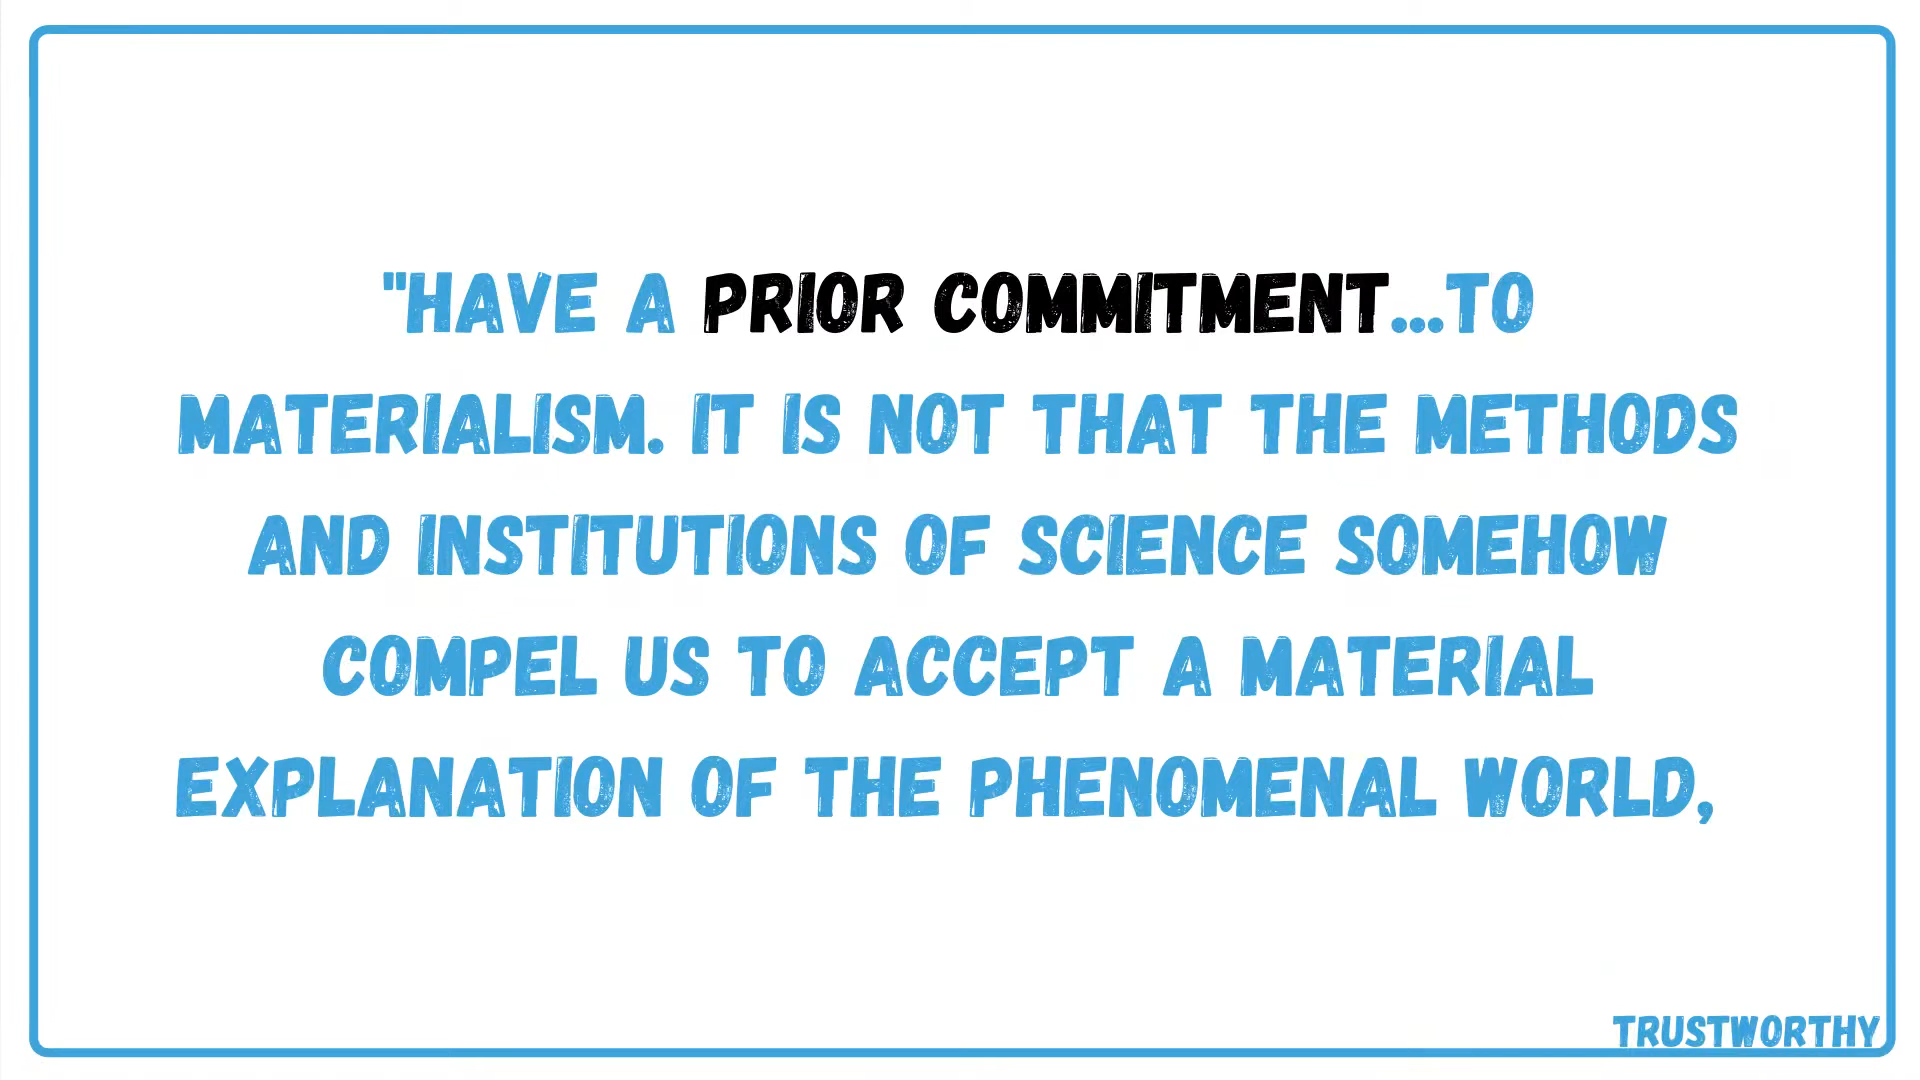 "HAVE A PRIOR COMMITMENT...TO
MATERIALISM. IT IS NOT THAT THE METHODS
AND INSTITUTIONS OF SCIENCE SOMEHOW
COMPEL US TO ACCEPT A MATERIAL
EXPLANATION OF THE PHENOMENAL WORLD,
TRUSTWORTHY